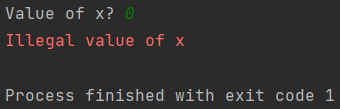 Value of x? 0
Illegal value of x
Process finished with exit code 1